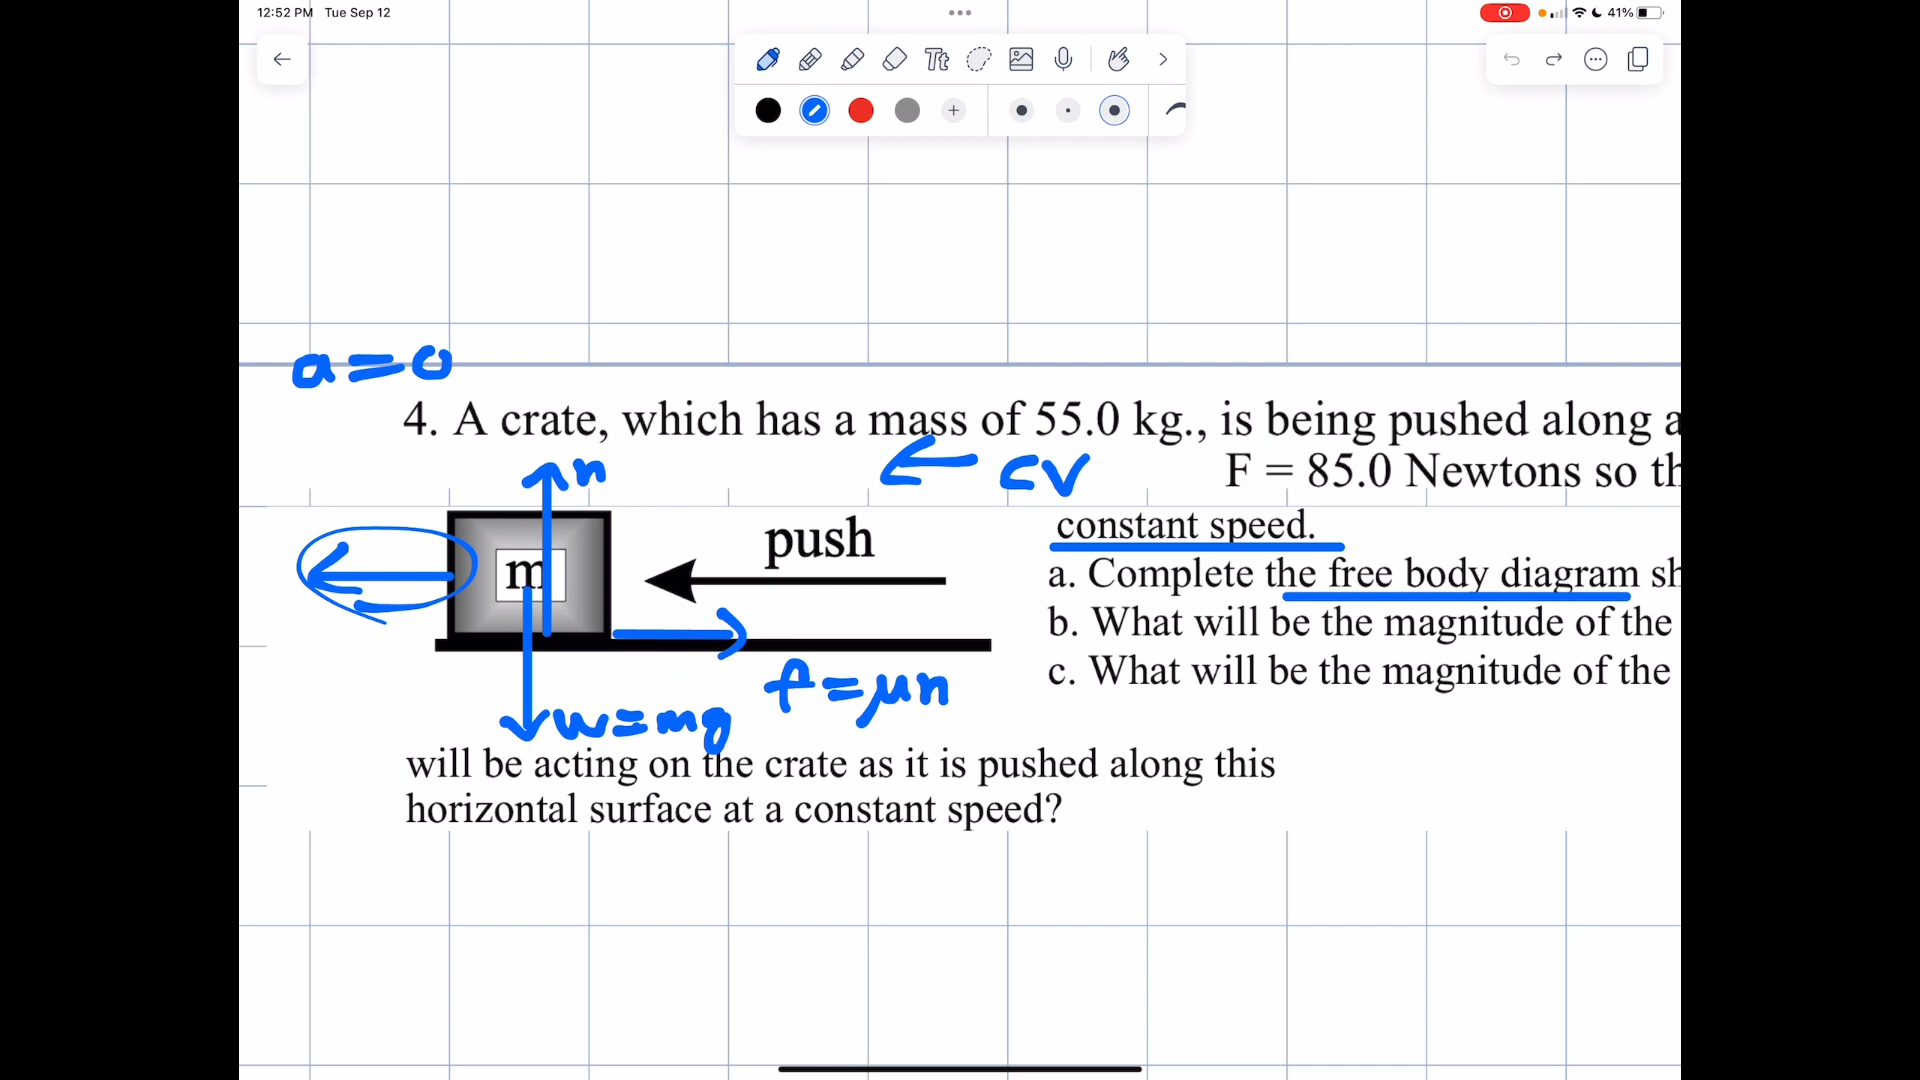 12:52 PM Tue Sep 12
41%
Tt
a=0
4. A crate, which has a mass of 55.0 kg., is being pushed along a
F = 85.0 Newtons so th
n
← cv
push
m
constant speed.
a. Complete the free body diagram sh
b. What will be the magnitude of the
c. What will be the magnitude of the
f=μn
w=mg
will be acting on the crate as it is pushed along this
horizontal surface at a constant speed?